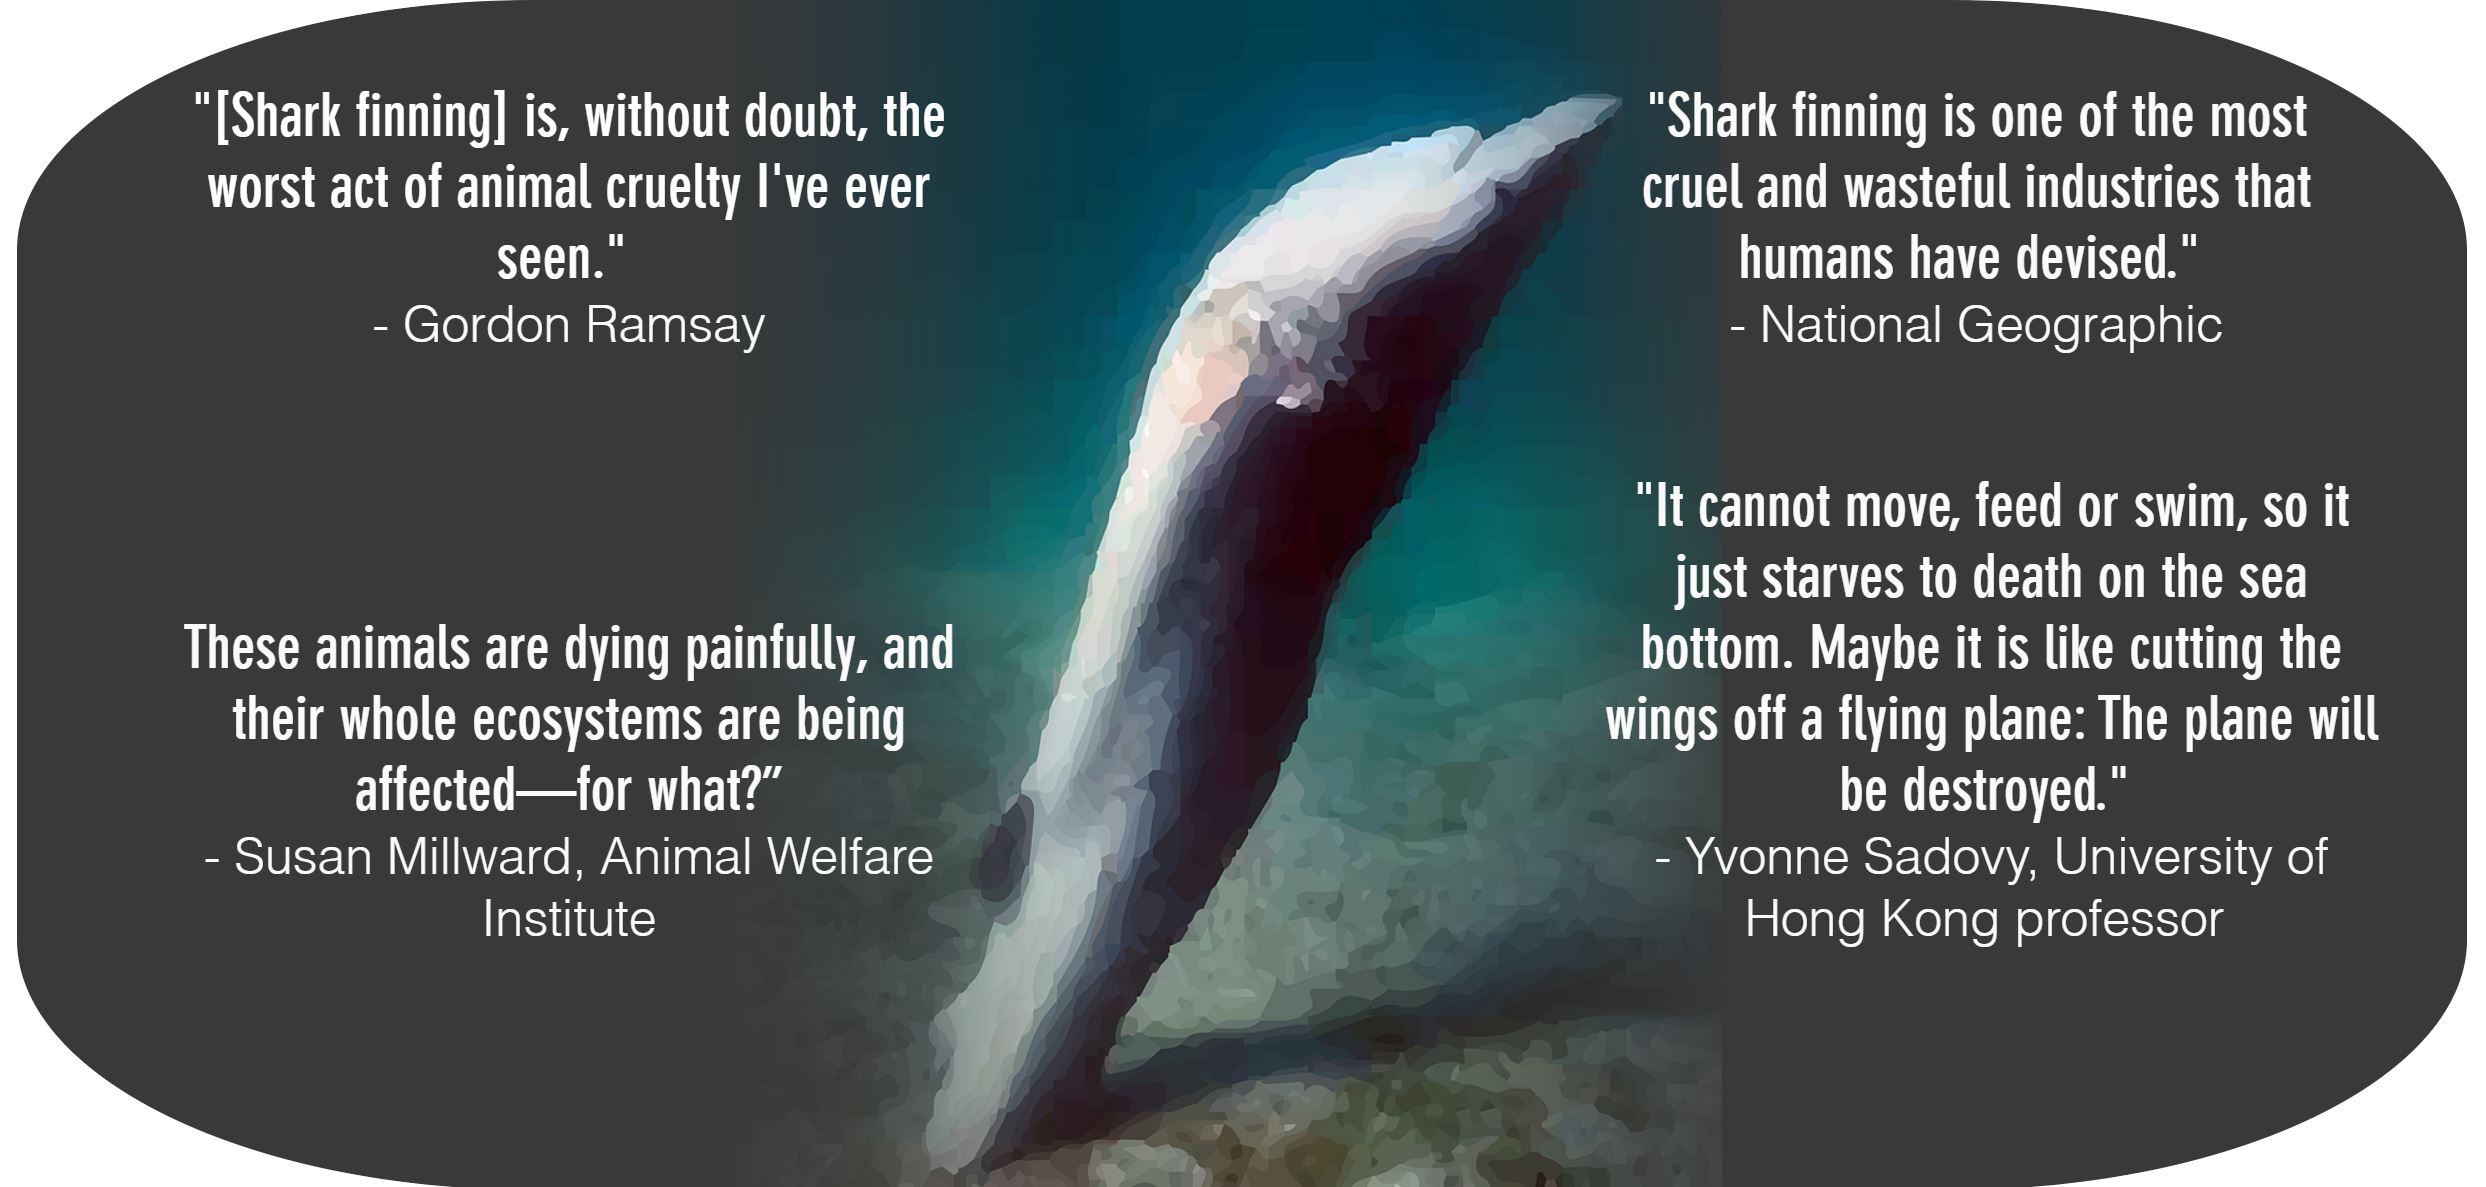 "[Shark finning] is, without doubt, the
worst act of animal cruelty I've ever
seen."
- Gordon Ramsay
These animals are dying painfully, and
their whole ecosystems are being
affected—for what?”
- Susan Millward, Animal Welfare
Institute
"Shark finning is one of the most
cruel and wasteful industries that
humans have devised."
- National Geographic
"It cannot move, feed or swim, so it
just starves to death on the sea
bottom. Maybe it is like cutting the
wings off a flying plane: The plane will
be destroyed."
- Yvonne Sadovy, University of
Hong Kong professor